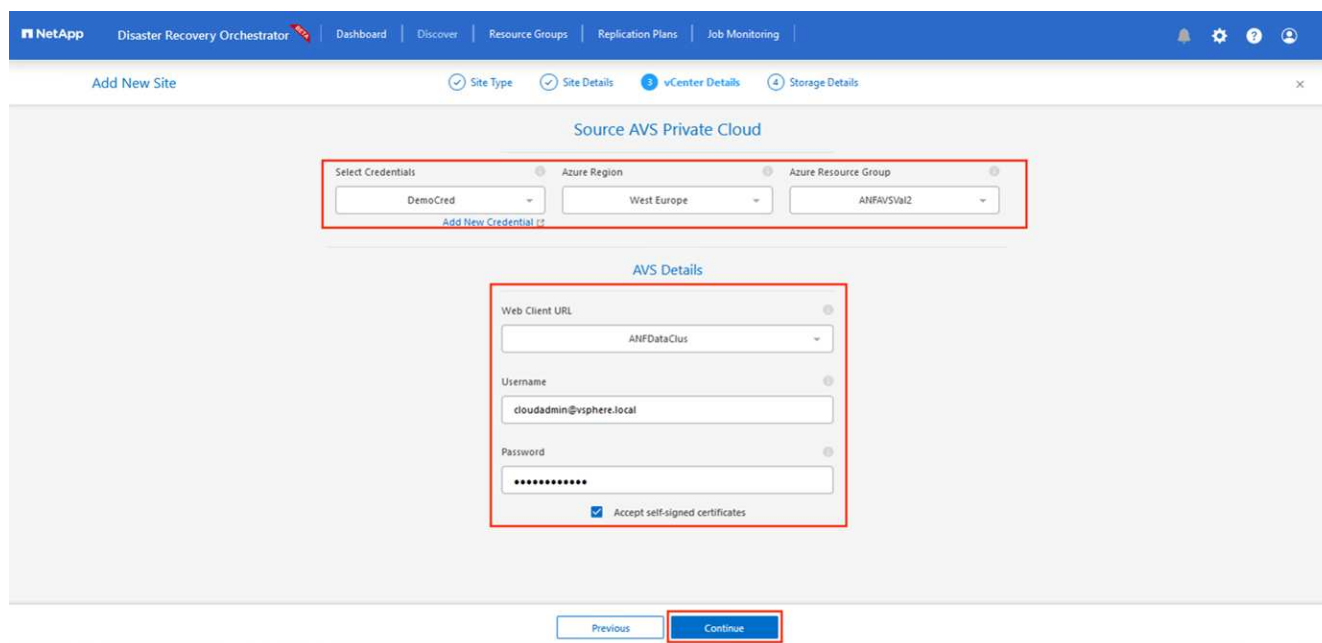 NetApp Disaster Recovery Orchestrator Dashboard Discover Resource Groups Replication Plans Job Monitoring
Add New Site Site Type Site Details 3 vCenter Details 4 Storage Details
Source AVS Private Cloud
Select Credentials Azure Region Azure Resource Group
DemoCred West Europe ANFAVSVal2
Add New Credential
AVS Details
Web Client URL
ANFDataClus
Username
cloudadmin@vsphere.local
Password
Accept self-signed certificates
Previous Continue